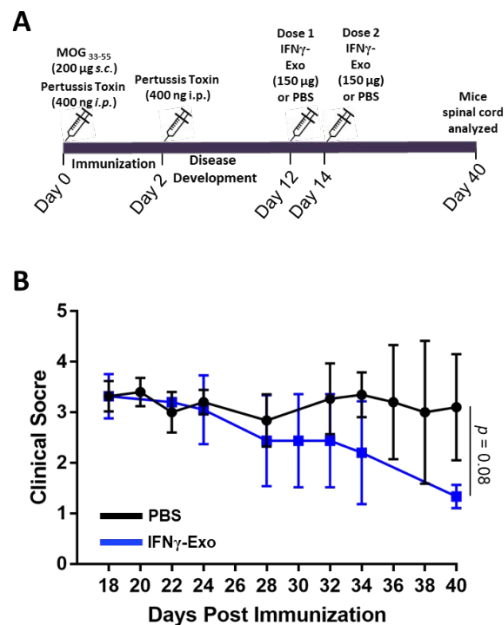 A
MOG 33-55
(200 µg s.c.)
Pertussis Toxin
(400 ng i.p.)
Pertussis Toxin
(400 ng i.p.)
Dose 1
IFNγ-
Exo
(150 µg)
or PBS
Dose 2
IFNγ-
Exo
(150 µg)
or PBS
Mice
spinal cord
analyzed
Immunization
Disease
Development
Day 0
Day 2
Day 12
Day 14
Day 40
B
Clinical Socre
5
4
3
2
1
0
PBS
IFNγ-Exo
p = 0.08
18 20 22 24 26 28 30 32 34 36 38 40
Days Post Immunization